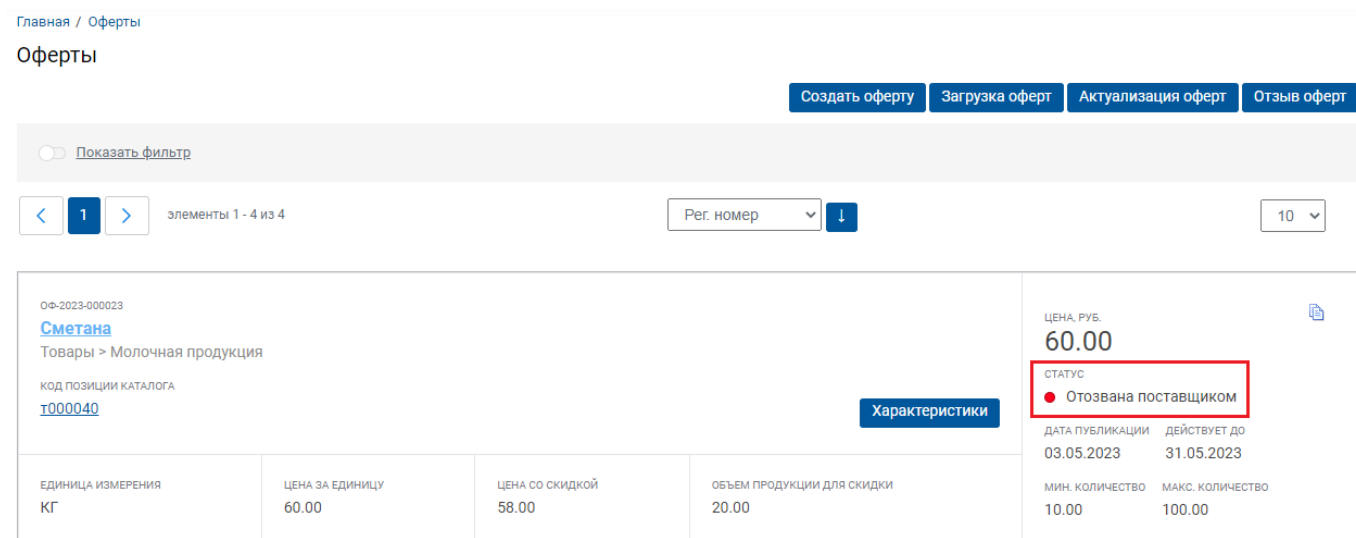 Главная / Оферты
Оферты
Создать оферту Загрузка оферт Актуализация оферт Отзыв оферт
Показать фильтр
1 элементы 1 - 4 из 4 Рег. номер ↓ 10
ОФ-2023-000023
Сметана
Товары > Молочная продукция
КОД ПОЗИЦИИ КАТАЛОГА
т000040
Характеристики
ЦЕНА, РУБ.
60.00
СТАТУС
Отозвана поставщиком
ДАТА ПУБЛИКАЦИИ ДЕЙСТВУЕТ ДО
03.05.2023 31.05.2023
МИН. КОЛИЧЕСТВО МАКС. КОЛИЧЕСТВО
10.00 100.00
ЕДИНИЦА ИЗМЕРЕНИЯ ЦЕНА ЗА ЕДИНИЦУ ЦЕНА СО СКИДКОЙ ОБЪЕМ ПРОДУКЦИИ ДЛЯ СКИДКИ
КГ 60.00 58.00 20.00